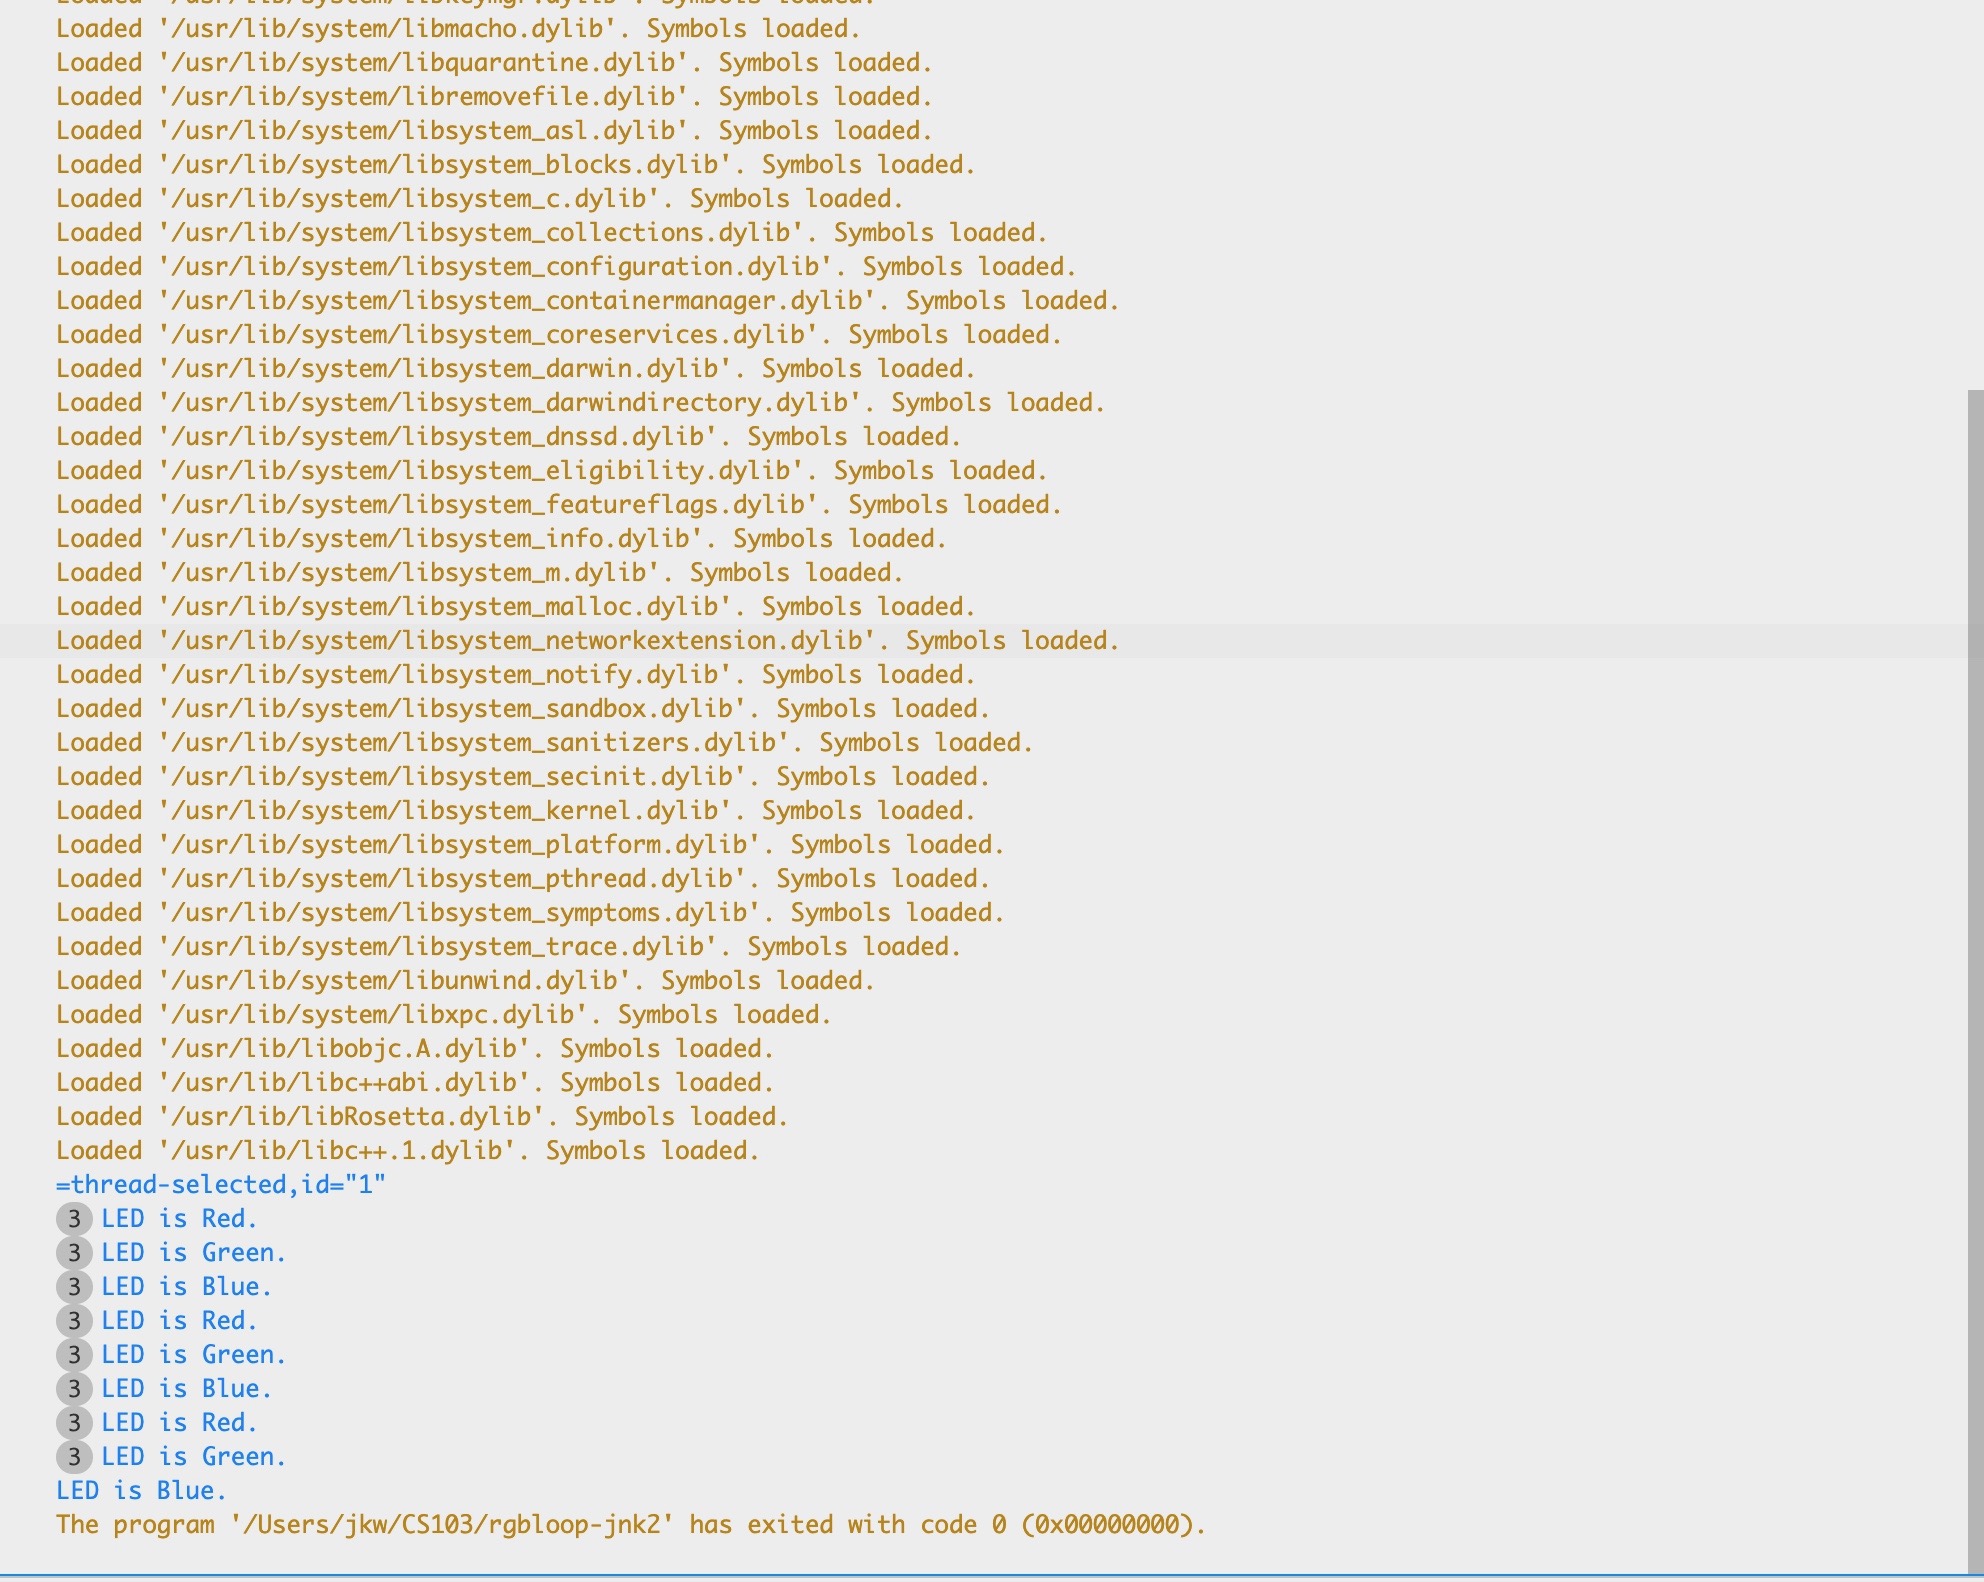 Loaded '/usr/lib/system/libkeymgr.dylib'. Symbols loaded.
Loaded '/usr/lib/system/libmacho.dylib'. Symbols loaded.
Loaded '/usr/lib/system/libquarantine.dylib'. Symbols loaded.
Loaded '/usr/lib/system/libremovefile.dylib'. Symbols loaded.
Loaded '/usr/lib/system/libsystem_asl.dylib'. Symbols loaded.
Loaded '/usr/lib/system/libsystem_blocks.dylib'. Symbols loaded.
Loaded '/usr/lib/system/libsystem_c.dylib'. Symbols loaded.
Loaded '/usr/lib/system/libsystem_collections.dylib'. Symbols loaded.
Loaded '/usr/lib/system/libsystem_configuration.dylib'. Symbols loaded.
Loaded '/usr/lib/system/libsystem_containermanager.dylib'. Symbols loaded.
Loaded '/usr/lib/system/libsystem_coreservices.dylib'. Symbols loaded.
Loaded '/usr/lib/system/libsystem_darwin.dylib'. Symbols loaded.
Loaded '/usr/lib/system/libsystem_darwindirectory.dylib'. Symbols loaded.
Loaded '/usr/lib/system/libsystem_dnssd.dylib'. Symbols loaded.
Loaded '/usr/lib/system/libsystem_eligibility.dylib'. Symbols loaded.
Loaded '/usr/lib/system/libsystem_featureflags.dylib'. Symbols loaded.
Loaded '/usr/lib/system/libsystem_info.dylib'. Symbols loaded.
Loaded '/usr/lib/system/libsystem_m.dylib'. Symbols loaded.
Loaded '/usr/lib/system/libsystem_malloc.dylib'. Symbols loaded.
Loaded '/usr/lib/system/libsystem_networkextension.dylib'. Symbols loaded.
Loaded '/usr/lib/system/libsystem_notify.dylib'. Symbols loaded.
Loaded '/usr/lib/system/libsystem_sandbox.dylib'. Symbols loaded.
Loaded '/usr/lib/system/libsystem_sanitizers.dylib'. Symbols loaded.
Loaded '/usr/lib/system/libsystem_secinit.dylib'. Symbols loaded.
Loaded '/usr/lib/system/libsystem_kernel.dylib'. Symbols loaded.
Loaded '/usr/lib/system/libsystem_platform.dylib'. Symbols loaded.
Loaded '/usr/lib/system/libsystem_pthread.dylib'. Symbols loaded.
Loaded '/usr/lib/system/libsystem_symptoms.dylib'. Symbols loaded.
Loaded '/usr/lib/system/libsystem_trace.dylib'. Symbols loaded.
Loaded '/usr/lib/system/libunwind.dylib'. Symbols loaded.
Loaded '/usr/lib/system/libxpc.dylib'. Symbols loaded.
Loaded '/usr/lib/libobjc.A.dylib'. Symbols loaded.
Loaded '/usr/lib/libc++abi.dylib'. Symbols loaded.
Loaded '/usr/lib/libRosetta.dylib'. Symbols loaded.
Loaded '/usr/lib/libc++.1.dylib'. Symbols loaded.
=thread-selected,id="1"
3 LED is Red.
3 LED is Green.
3 LED is Blue.
3 LED is Red.
3 LED is Green.
3 LED is Blue.
3 LED is Red.
3 LED is Green.
LED is Blue.
The program '/Users/jkw/CS103/rgbloop-jnk2' has exited with code 0 (0x00000000).